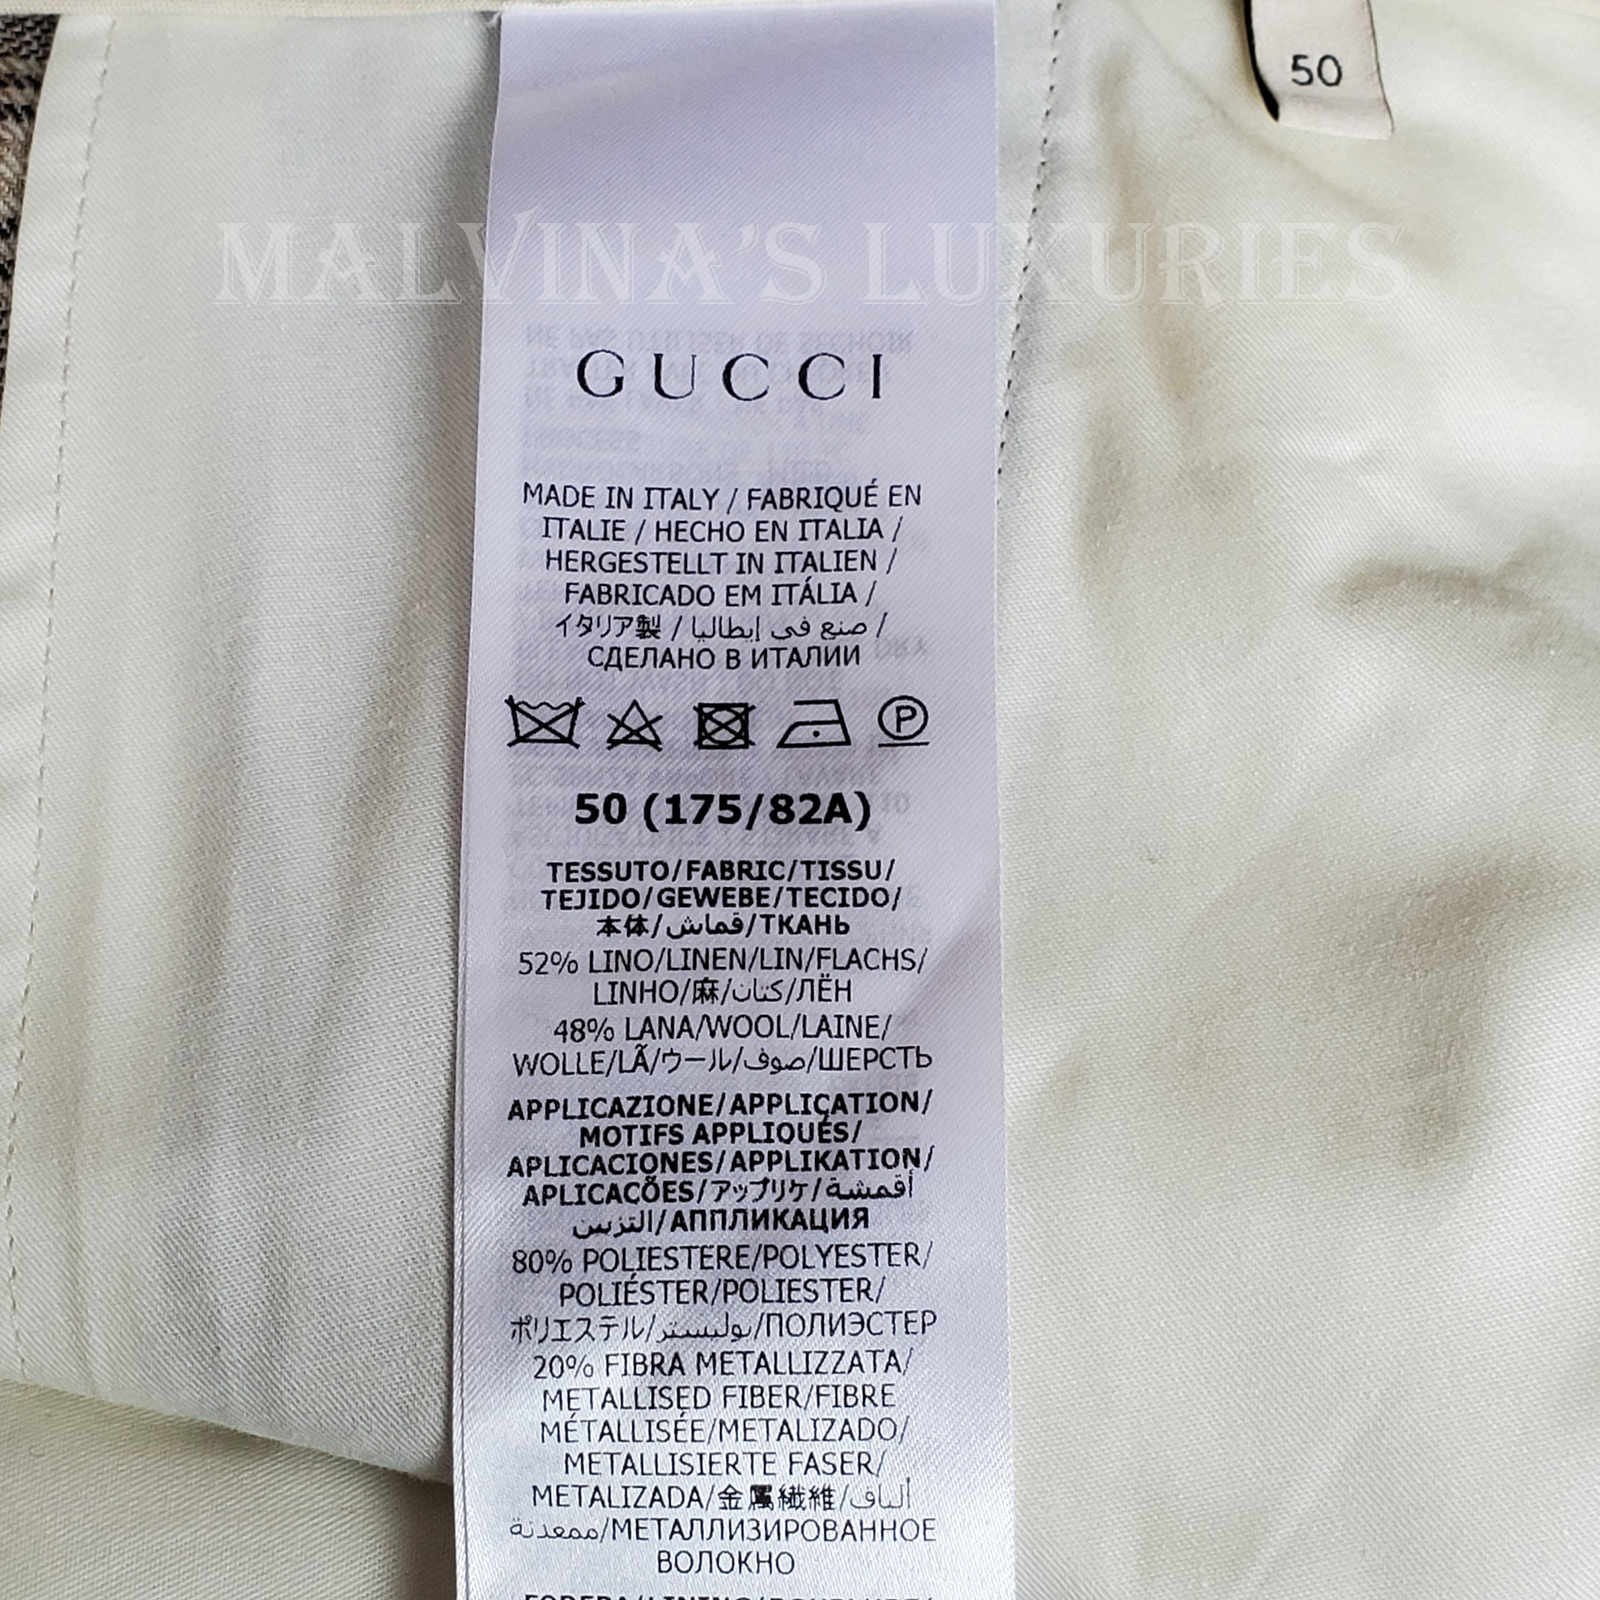 50
MALVINA'S LUXURIES
GUCCI
MADE IN ITALY / FABRIQUÉ EN
ITALIE / HECHO EN ITALIA /
HERGESTELLT IN ITALIEN /
FABRICADO EM ITÁLIA /
イタリア製 / صنع في إيطاليا /
СДЕЛАНО В ИТАЛИИ
P
50 (175/82A)
TESSUTO/FABRIC/TISSU/
TEJIDO/GEWEBE/TECIDO/
本体/قماش/ТКАНЬ
52% LINO/LINEN/LIN/FLACHS/
LINHO/麻/كتان/ЛЁН
48% LANA/WOOL/LAINE/
WOLLE/LÃ/ウール/صوف/ШЕРСТЬ
APPLICAZIONE/APPLICATION/
MOTIFS APPLIQUÉS/
APLICACIONES/APPLIKATION/
APLICACÕES/アップリケ/أقمشة
التزيين/АППЛИКАЦИЯ
80% POLIESTERE/POLYESTER/
POLIÉSTER/POLIESTER/
ポリエステル/بوليستر/ПОЛИЭСТЕР
20% FIBRA METALLIZZATA/
METALLISED FIBER/FIBRE
MÉTALLISÉE/METALIZADO/
METALLISIERTE FASER/
METALIZADA/金属繊維/ألياف
ممعدنة/МЕТАЛЛИЗИРОВАННОЕ
ВОЛОКНО
FODERA/LINING/DOUBLURE/